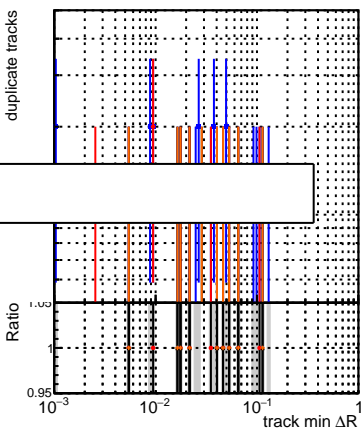 duplicate tracks
Ratio
1.05
1
0.95
10⁻³
10⁻²
10⁻¹
1
track min ΔR